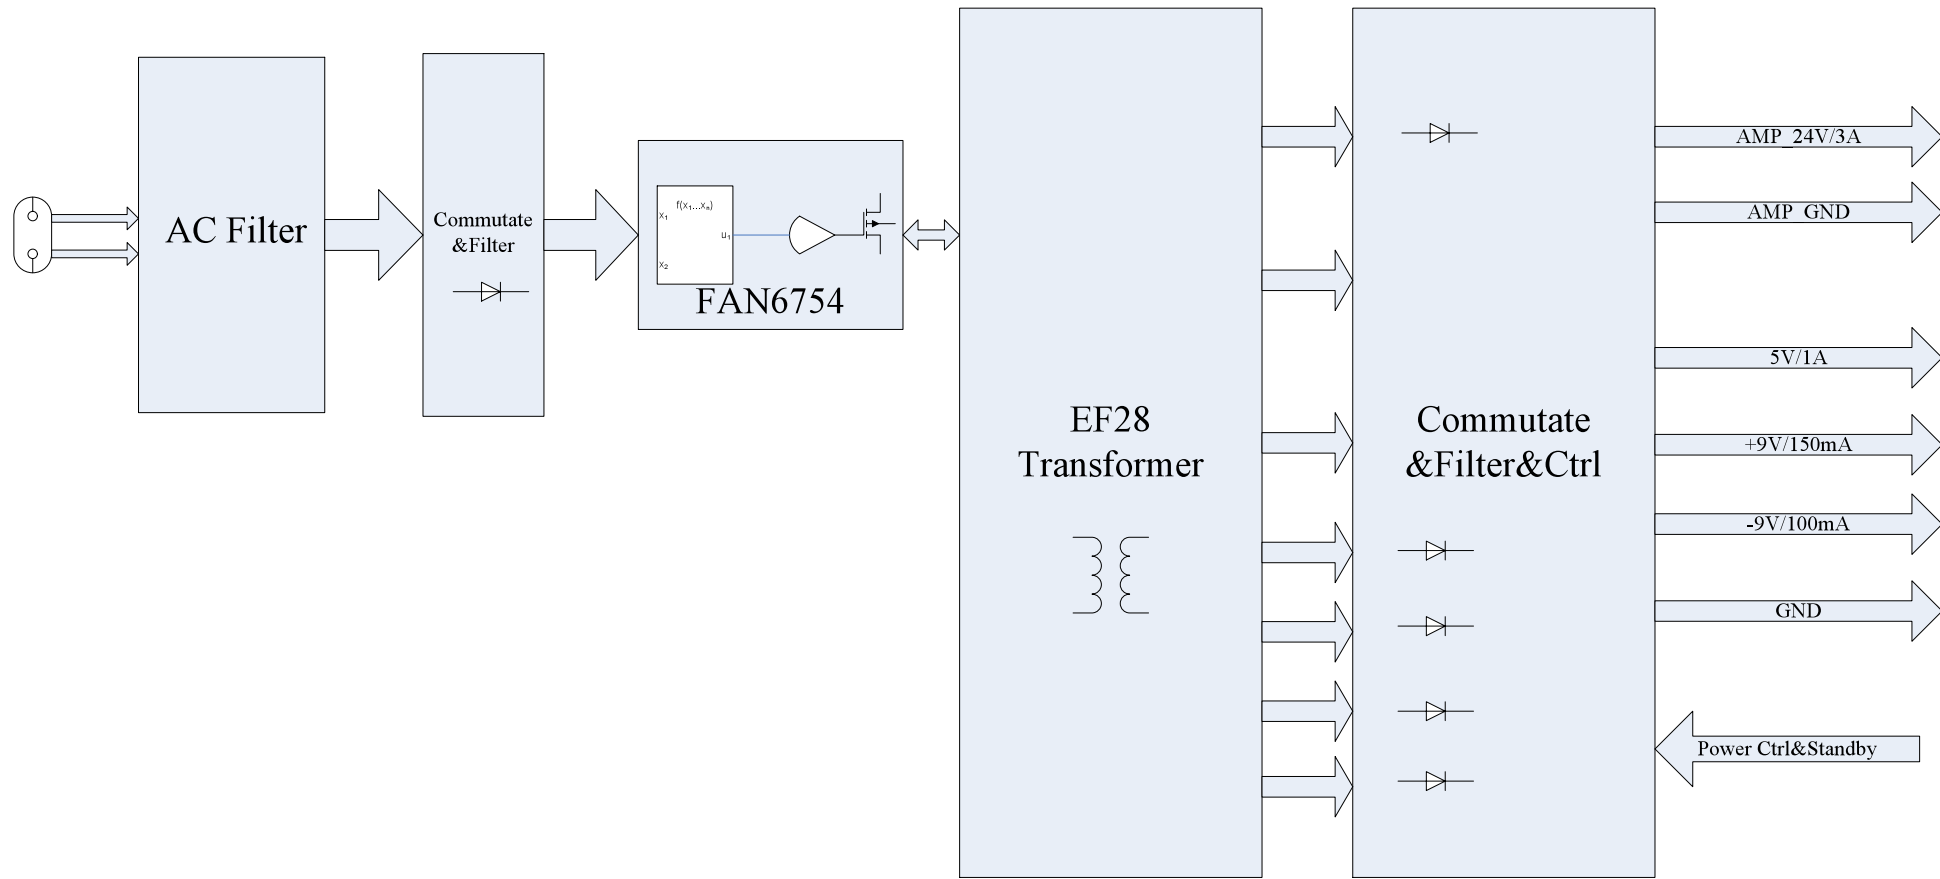 AC Filter
Commutate
&Filter
f(x₁...xₙ)
x₁
u₁
x₂
FAN6754
EF28
Transformer
Commutate
&Filter&Ctrl
AMP_24V/3A
AMP_GND
5V/1A
+9V/150mA
-9V/100mA
GND
Power Ctrl&Standby